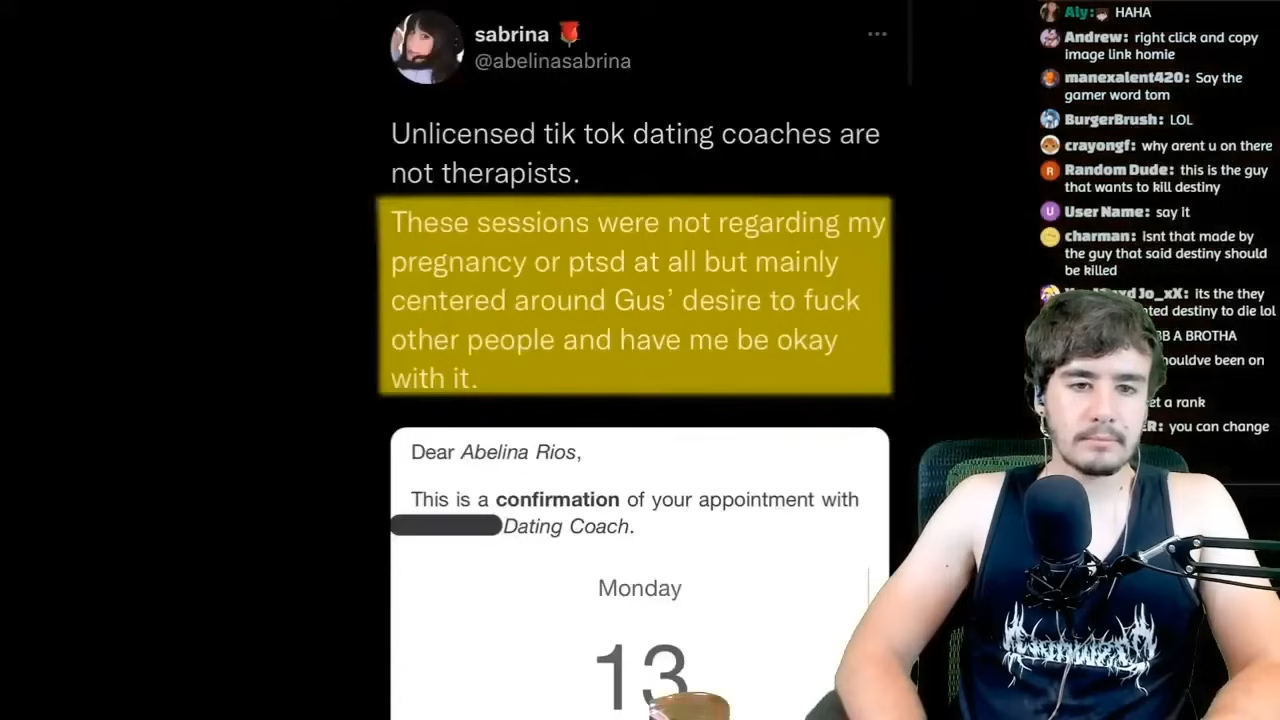 sabrina
@abelinasabrina
Unlicensed tik tok dating coaches are
not therapists.
These sessions were not regarding my
pregnancy or ptsd at all but mainly
centered around Gus’ desire to fuck
other people and have me be okay
with it.
Dear Abelina Rios,
This is a confirmation of your appointment with
Dating Coach.
Monday
13
Aly: HAHA
Andrew: right click and copy
image link homie
manexalent420: Say the
gamer word tom
BurgerBrush: LOL
crayongf: why arent u on there
Random Dude: this is the guy
that wants to kill destiny
User Name: say it
charman: isnt that made by
the guy that said destiny should
be killed
Jo_xX: its the they
destiny to die lol
A BROTHA
been on
a rank
you can change